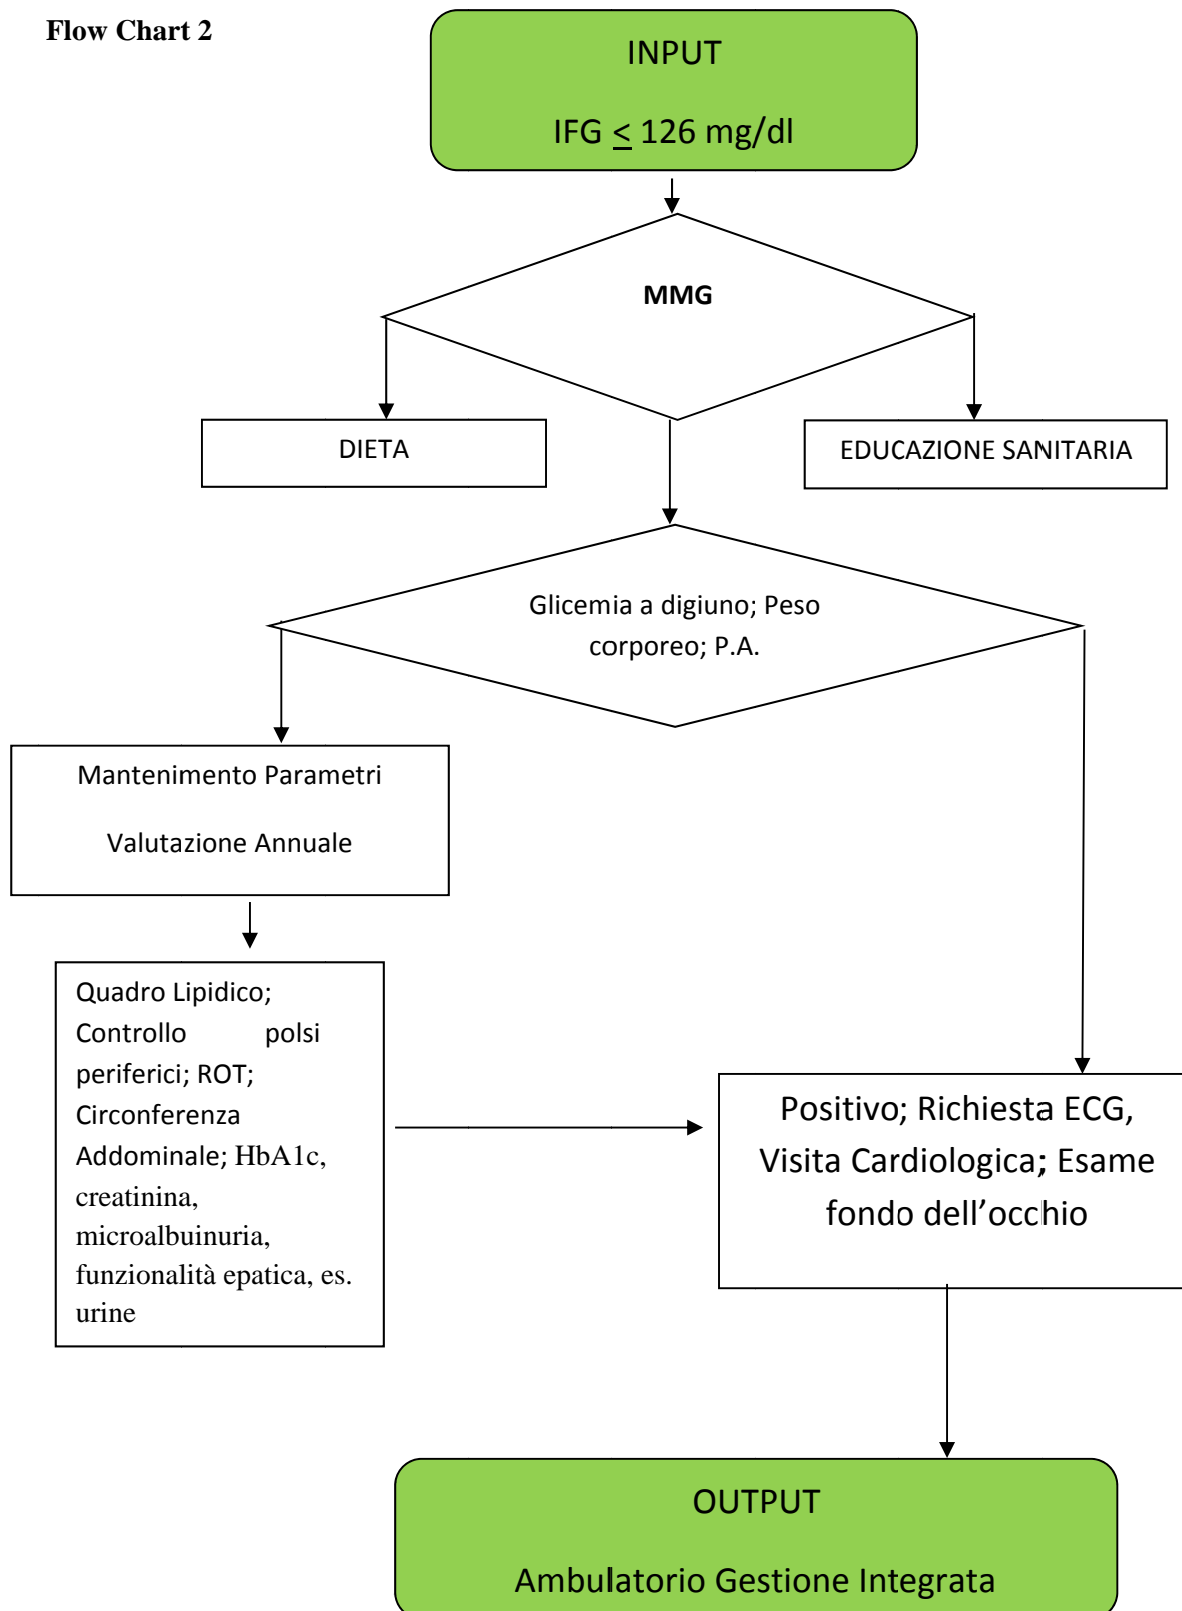 Flow Chart 2
INPUT
IFG ≤ 126 mg/dl
MMG
DIETA
EDUCAZIONE SANITARIA
Glicemia a digiuno; Peso
corporeo; P.A.
Mantenimento Parametri
Valutazione Annuale
Quadro Lipidico;
Controllo polsi
periferici; ROT;
Circonferenza
Addominale; HbA1c,
creatinina,
microalbuinuria,
funzionalità epatica, es.
urine
Positivo; Richiesta ECG,
Visita Cardiologica; Esame
fondo dell’occhio
OUTPUT
Ambulatorio Gestione Integrata